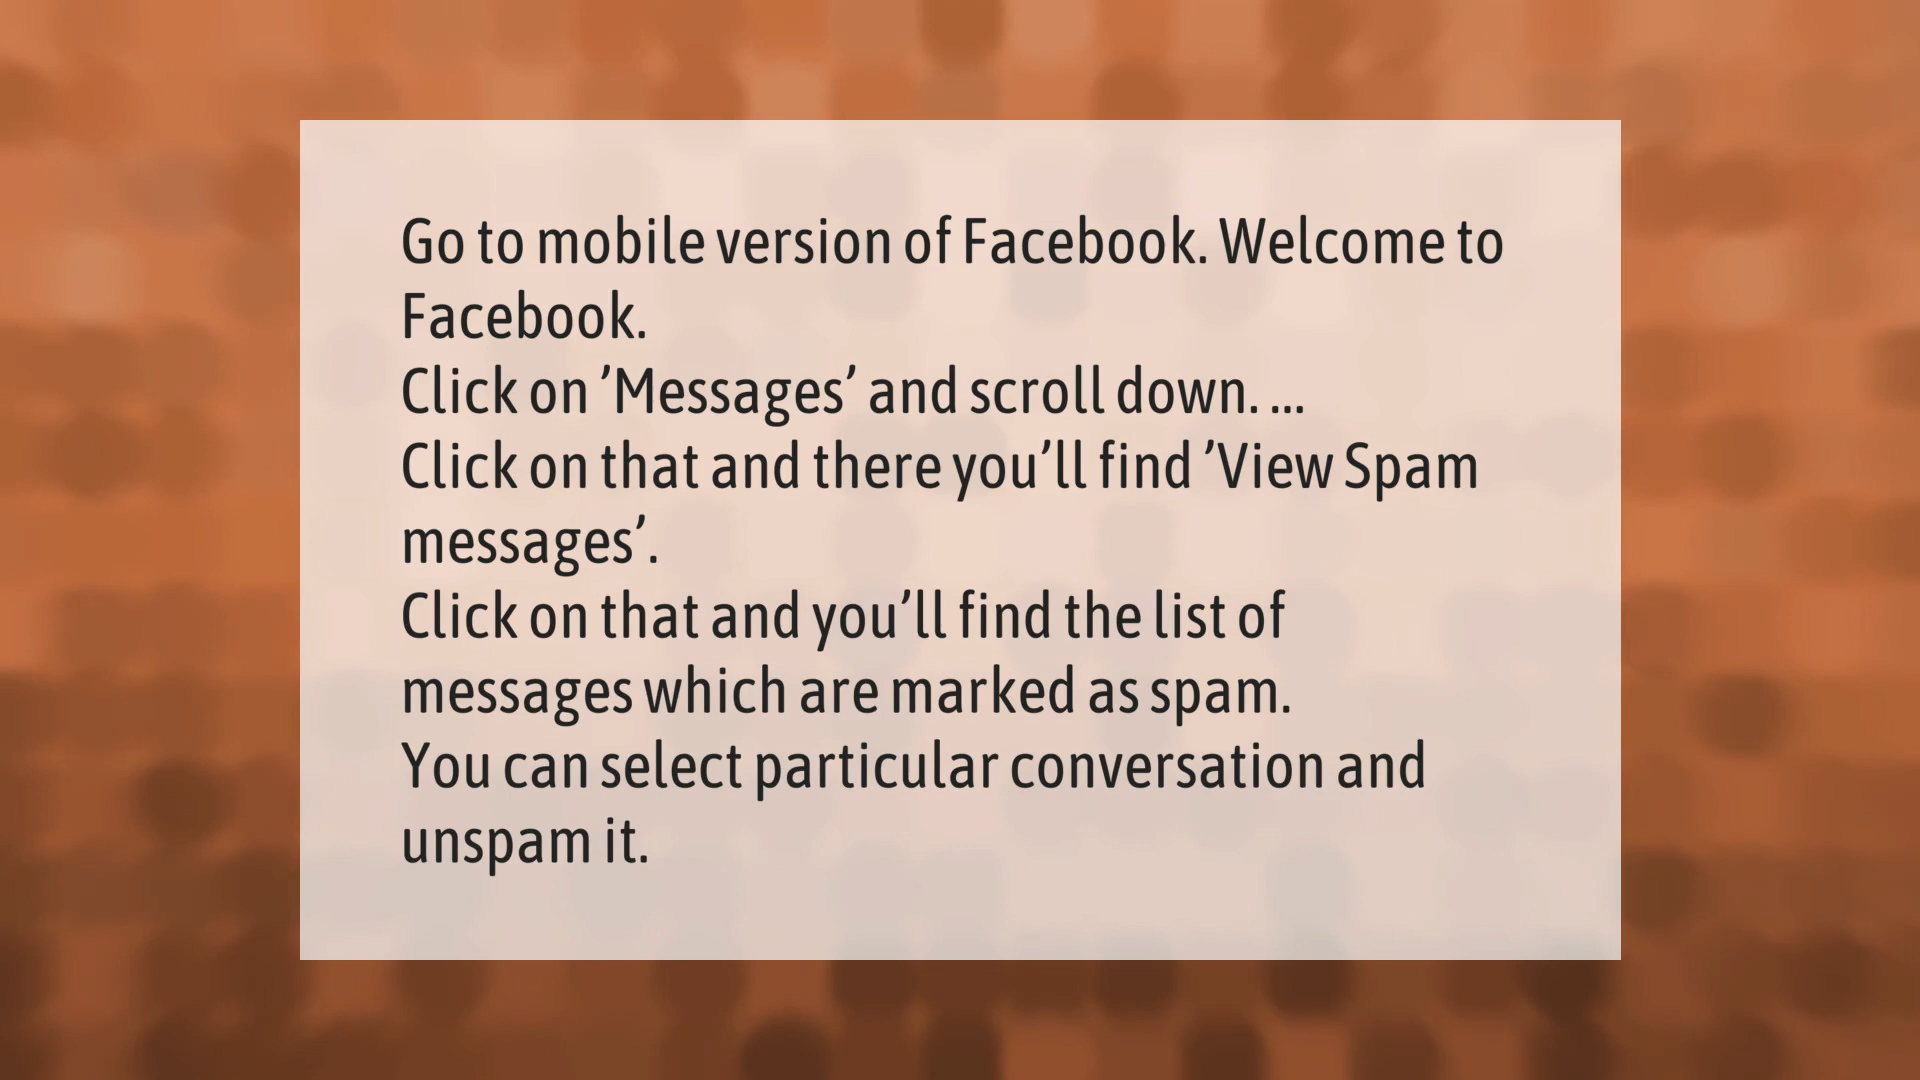 Go to mobile version of Facebook. Welcome to
Facebook.
Click on ’Messages’ and scroll down. ...
Click on that and there you’ll find ’View Spam
messages’.
Click on that and you’ll find the list of
messages which are marked as spam.
You can select particular conversation and
unspam it.